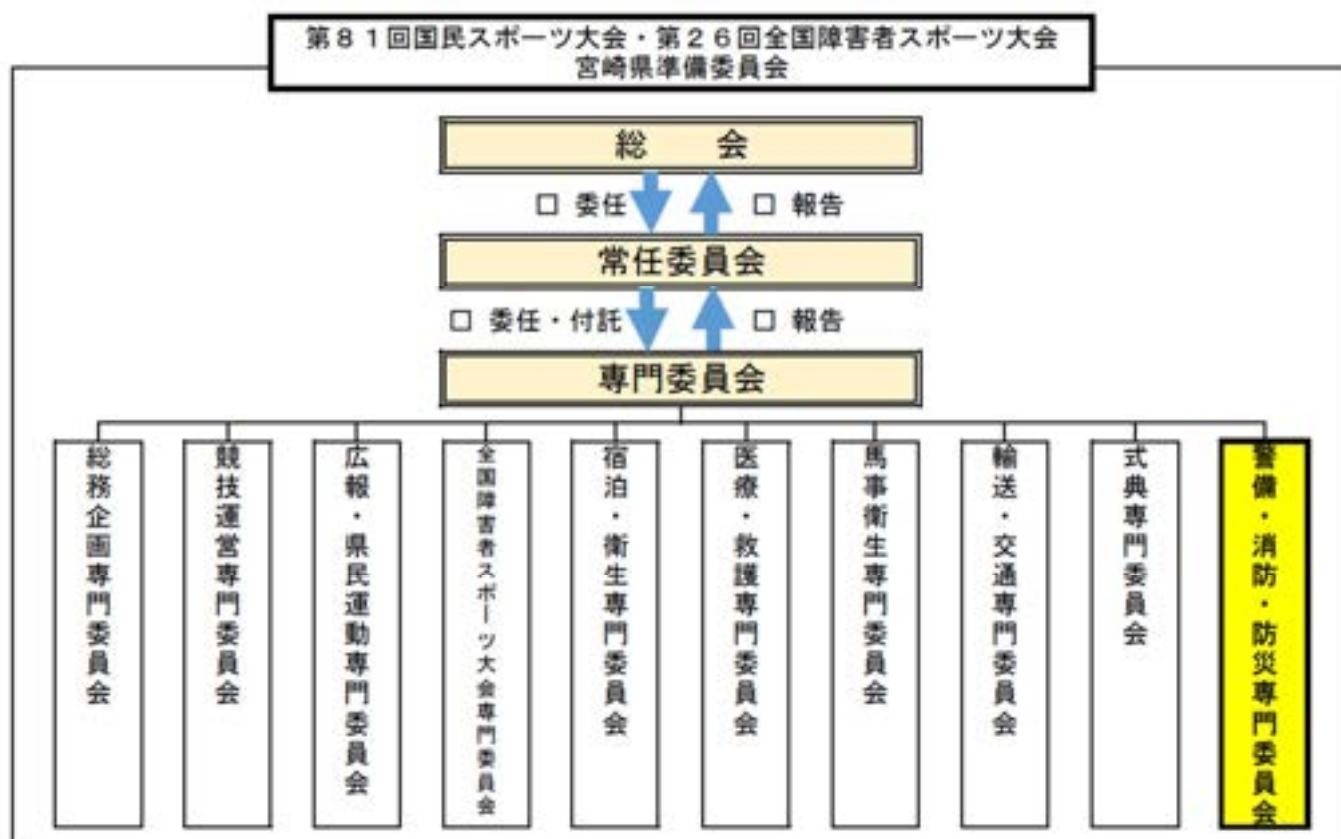 第８１回国民スポーツ大会・第２６回全国障害者スポーツ大会
宮崎県準備委員会
総　会
□ 委任
□ 報告
常任委員会
□ 委任・付託
□ 報告
専門委員会
総務企画専門委員会
競技運営専門委員会
広報・県民運動専門委員会
全国障害者スポーツ大会専門委員会
宿泊・衛生専門委員会
医療・救護専門委員会
馬事衛生専門委員会
輸送・交通専門委員会
式典専門委員会
警備・消防・防災専門委員会